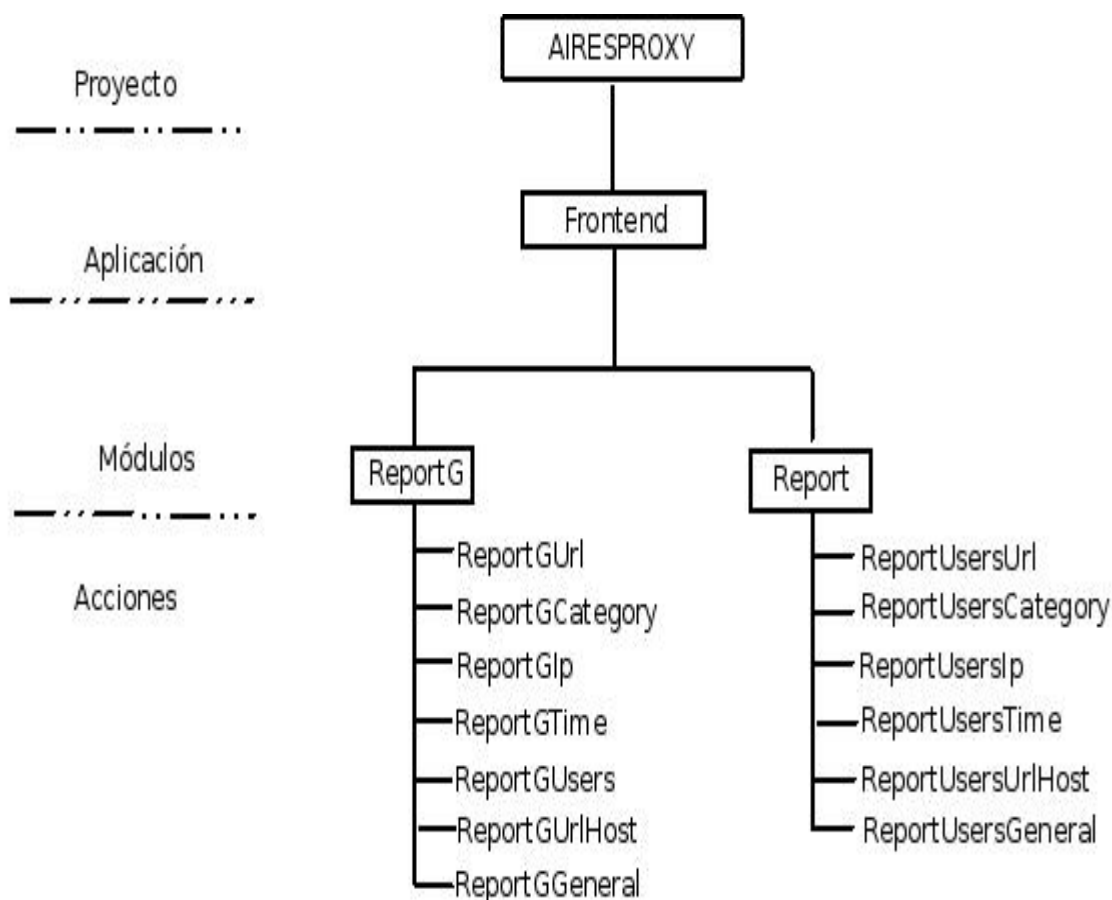 AIRESPROXY
Proyecto
Frontend
Aplicación
Módulos
ReportG
Report
Acciones
ReportGUrl
ReportGCategory
ReportGIp
ReportGTime
ReportGUsers
ReportGUrlHost
ReportGGeneral
ReportUsersUrl
ReportUsersCategory
ReportUsersIp
ReportUsersTime
ReportUsersUrlHost
ReportUsersGeneral